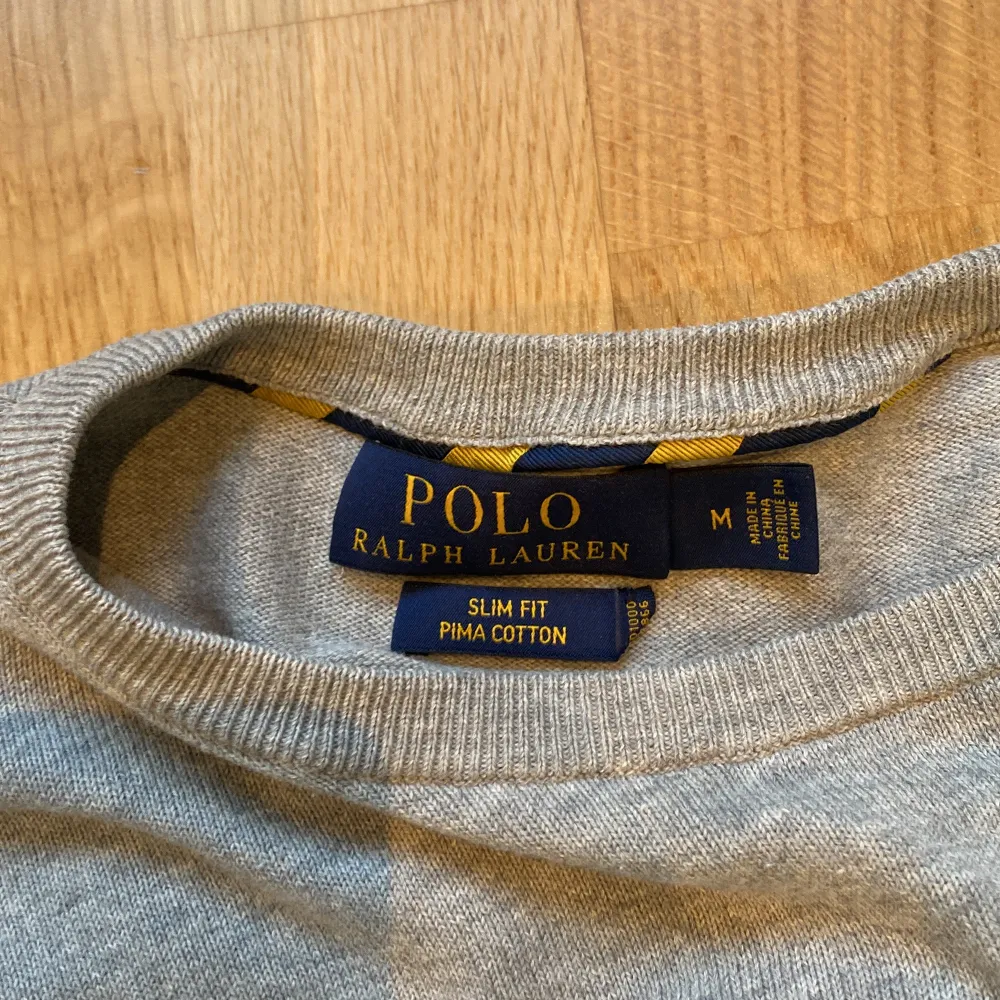 POLO
RALPH LAUREN
M
MADE IN
CHINA
FABRIQUÉ EN
CHINE
SLIM FIT
PIMA COTTON